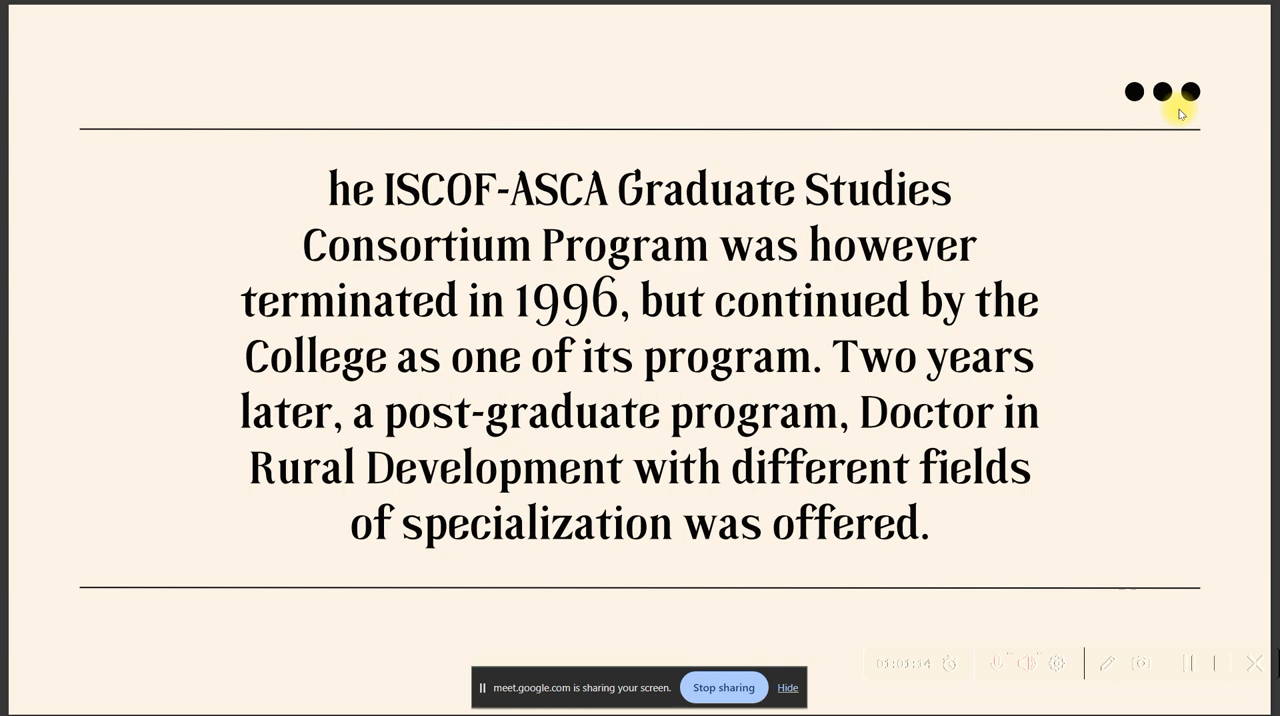 he ISCOF-ASCA Graduate Studies
Consortium Program was however
terminated in 1996, but continued by the
College as one of its program. Two years
later, a post-graduate program, Doctor in
Rural Development with different fields
of specialization was offered.
meet.google.com is sharing your screen.
Stop sharing
Hide